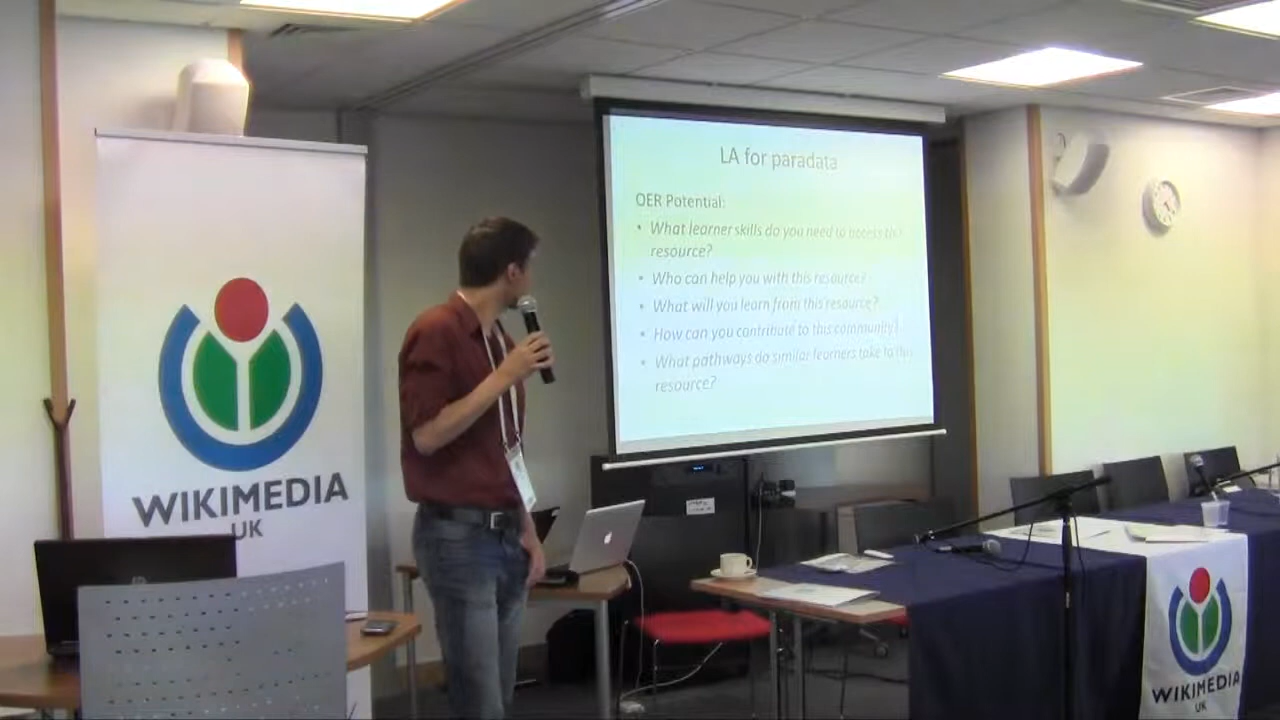 LA for paradata
OER Potential:
• What learner skills do you need to access this
resource?
• Who can help you with this resource?
• What will you learn from this resource?
• How can you contribute to this community?
• What pathways do similar learners take to this
resource?
WIKIMEDIA
UK
WIKIMEDIA
UK